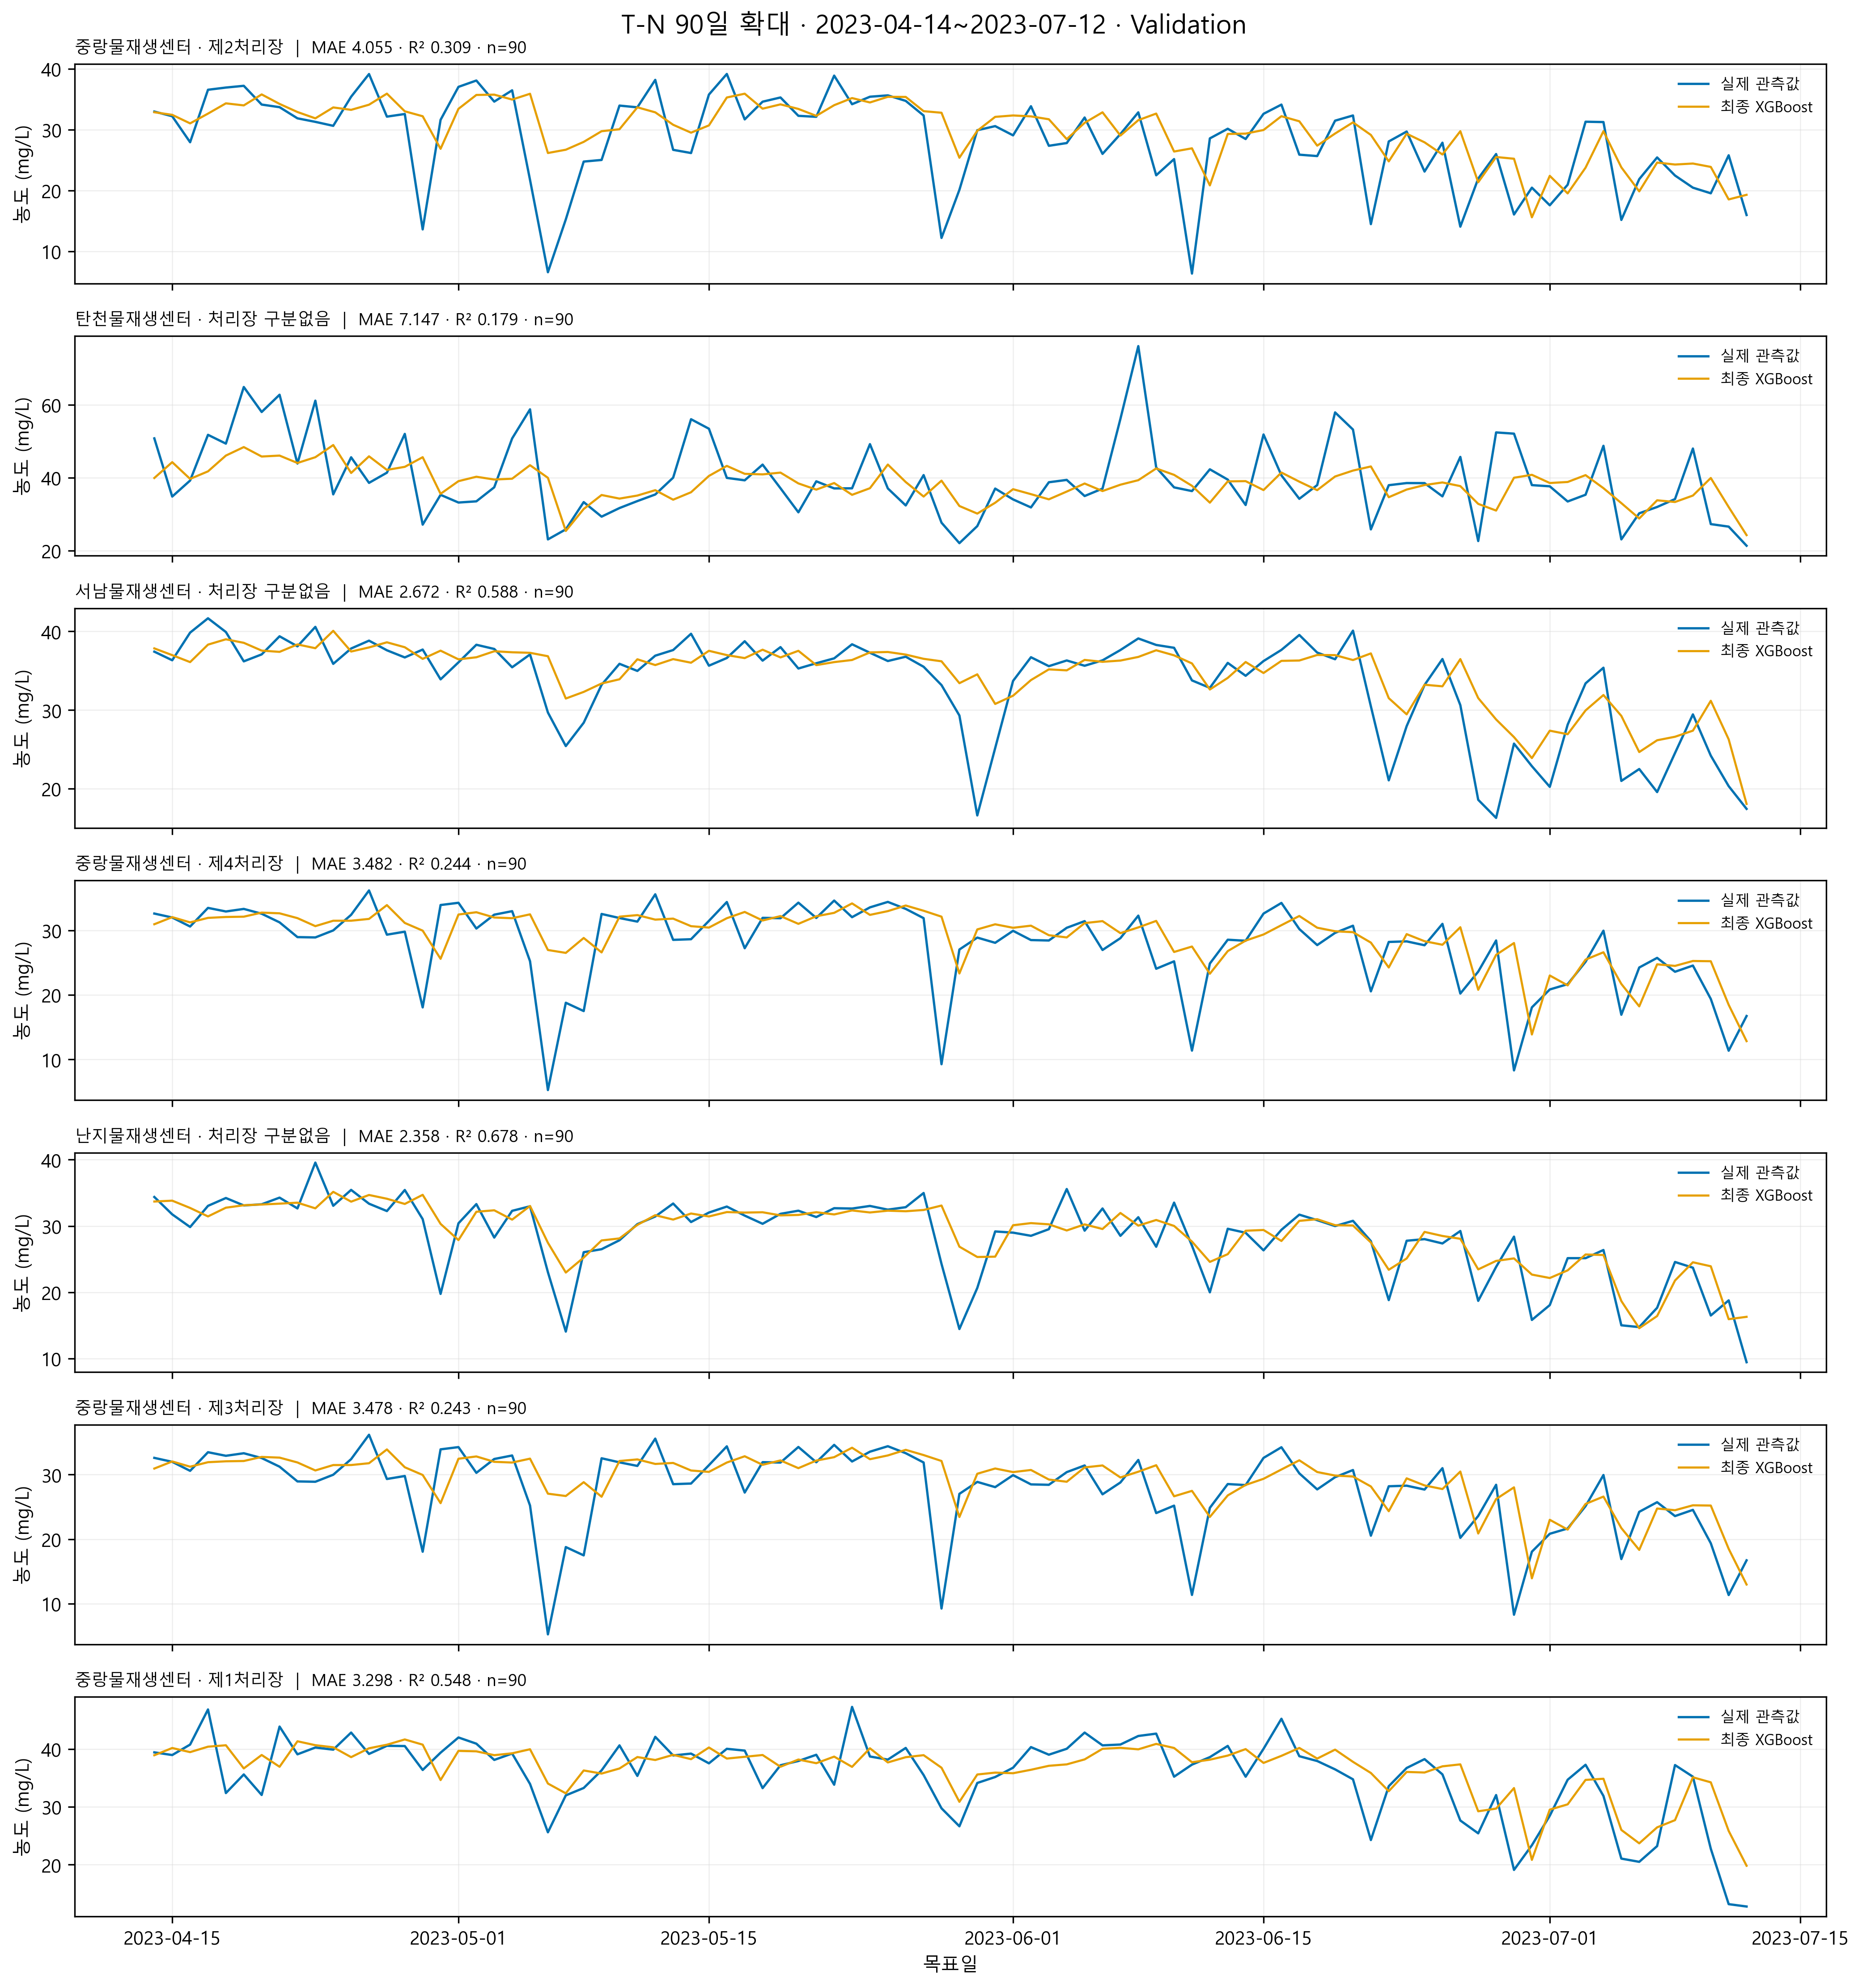 T-N 90일 확대 · 2023-04-14~2023-07-12 · Validation
중랑물재생센터 · 제2처리장 | MAE 4.055 · R² 0.309 · n=90
농도 (mg/L)
40
30
20
10
실제 관측값
최종 XGBoost
탄천물재생센터 · 처리장 구분없음 | MAE 7.147 · R² 0.179 · n=90
농도 (mg/L)
60
40
20
실제 관측값
최종 XGBoost
서남물재생센터 · 처리장 구분없음 | MAE 2.672 · R² 0.588 · n=90
농도 (mg/L)
40
30
20
실제 관측값
최종 XGBoost
중랑물재생센터 · 제4처리장 | MAE 3.482 · R² 0.244 · n=90
농도 (mg/L)
30
20
10
실제 관측값
최종 XGBoost
난지물재생센터 · 처리장 구분없음 | MAE 2.358 · R² 0.678 · n=90
농도 (mg/L)
40
30
20
10
실제 관측값
최종 XGBoost
중랑물재생센터 · 제3처리장 | MAE 3.478 · R² 0.243 · n=90
농도 (mg/L)
30
20
10
실제 관측값
최종 XGBoost
중랑물재생센터 · 제1처리장 | MAE 3.298 · R² 0.548 · n=90
농도 (mg/L)
40
30
20
실제 관측값
최종 XGBoost
2023-04-15 2023-05-01 2023-05-15 2023-06-01 2023-06-15 2023-07-01 2023-07-15
목표일